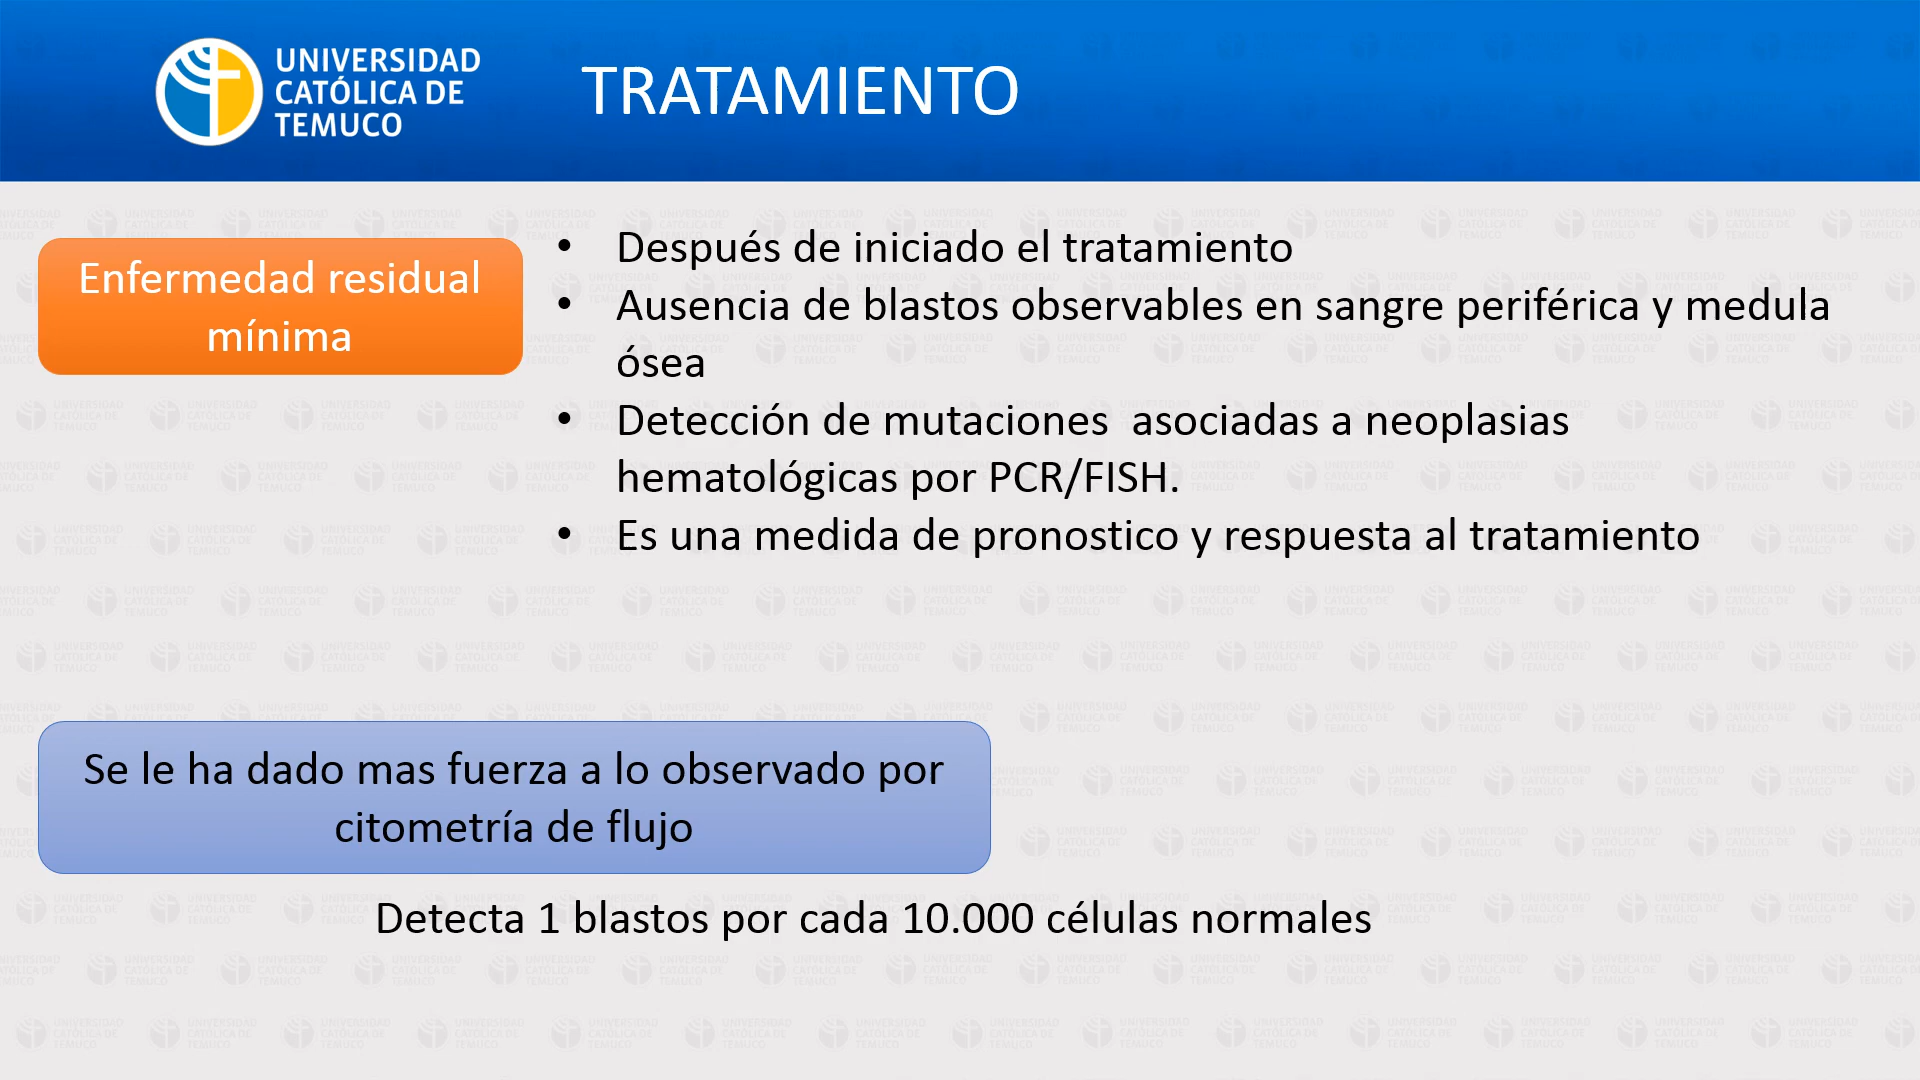 UNIVERSIDAD
CATÓLICA DE
TEMUCO
TRATAMIENTO
Enfermedad residual
mínima
• Después de iniciado el tratamiento
• Ausencia de blastos observables en sangre periférica y medula
ósea
• Detección de mutaciones asociadas a neoplasias
hematológicas por PCR/FISH.
• Es una medida de pronostico y respuesta al tratamiento
Se le ha dado mas fuerza a lo observado por
citometría de flujo
Detecta 1 blastos por cada 10.000 células normales